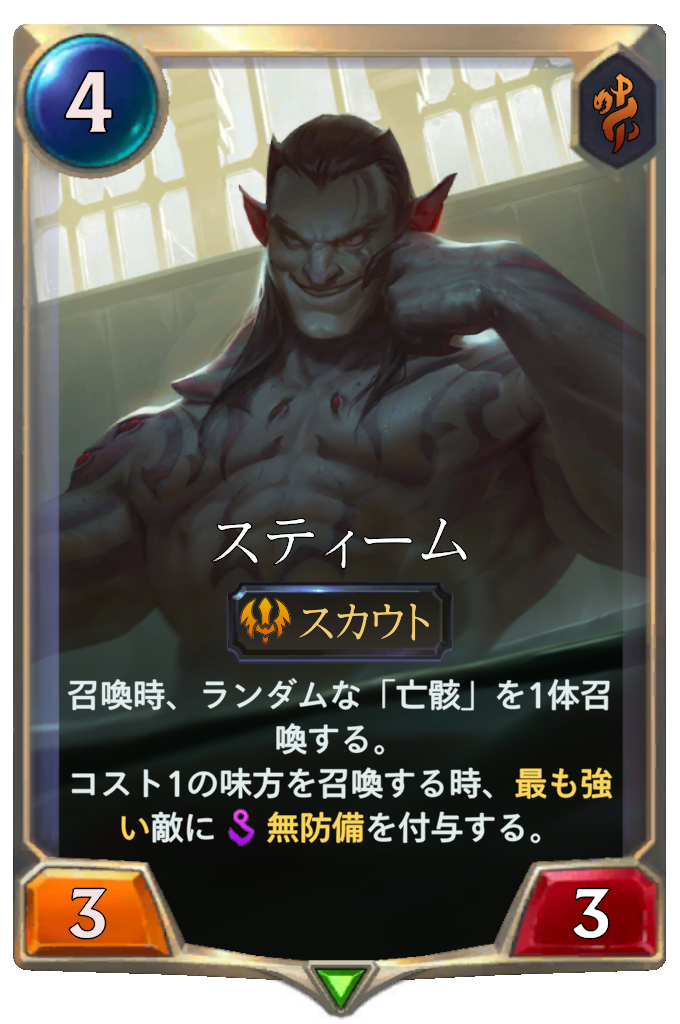 4
スティーム
スカウト
召喚時、ランダムな「亡骸」を1体召
喚する。
コスト1の味方を召喚する時、最も強
い敵に 無防備を付与する。
3
3